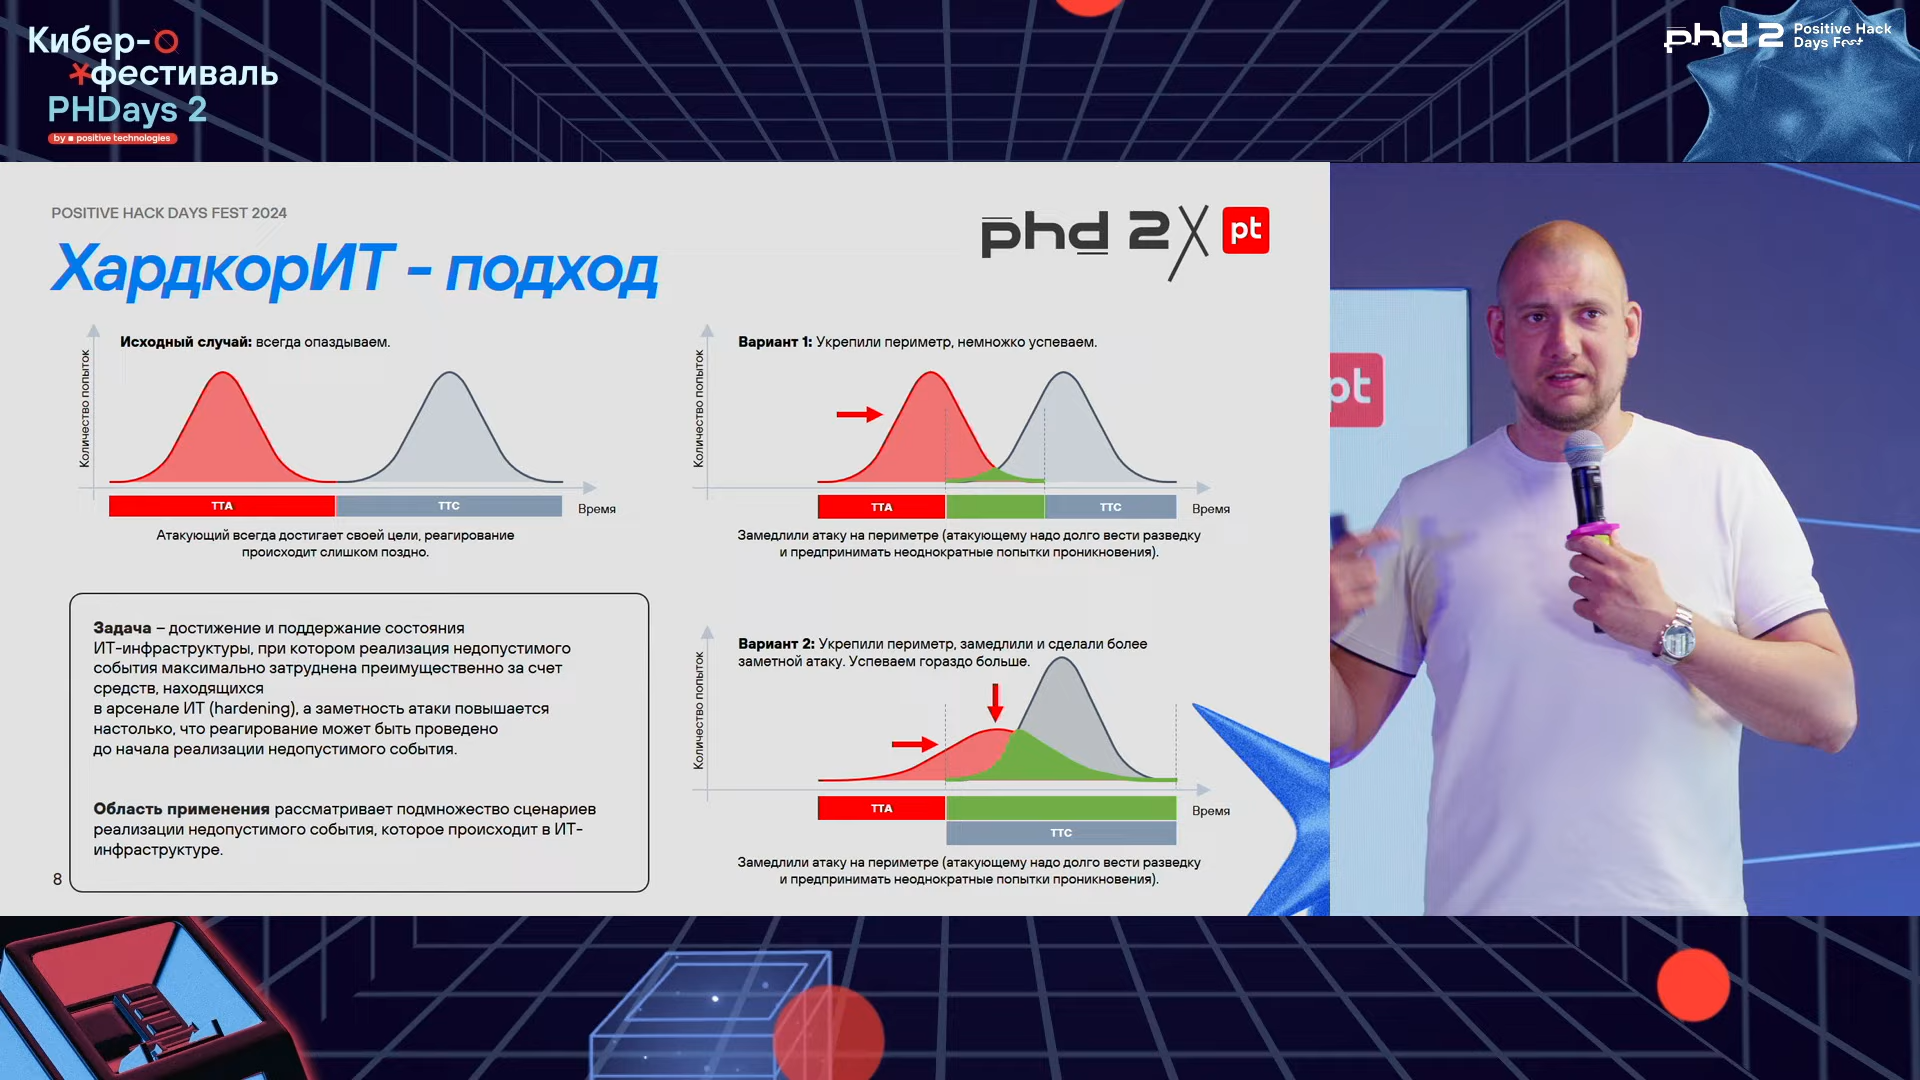 Кибер-
фестиваль
PHDays 2
by positive technologies
phd 2 Positive Hack
Days Fest
POSITIVE HACK DAYS FEST 2024
phd 2 pt
ХардкорИТ - подход
Исходный случай: всегда опаздываем.
Количество попыток
TTA
TTC
Время
Атакующий всегда достигает своей цели, реагирование
происходит слишком поздно.
Вариант 1: Укрепили периметр, немножко успеваем.
Количество попыток
TTA
TTC
Время
Замедлили атаку на периметре (атакующему надо долго вести разведку
и предпринимать неоднократные попытки проникновения).
Задача – достижение и поддержание состояния
ИТ-инфраструктуры, при котором реализация недопустимого
события максимально затруднена преимущественно за счет
средств, находящихся
в арсенале ИТ (hardening), а заметность атаки повышается
настолько, что реагирование может быть проведено
до начала реализации недопустимого события.
Область применения рассматривает подмножество сценариев
реализации недопустимого события, которое происходит в ИТ-
инфраструктуре.
8
Вариант 2: Укрепили периметр, замедлили и сделали более
заметной атаку. Успеваем гораздо больше.
Количество попыток
TTA
Время
TTC
Замедлили атаку на периметре (атакующему надо долго вести разведку
и предпринимать неоднократные попытки проникновения).
pt